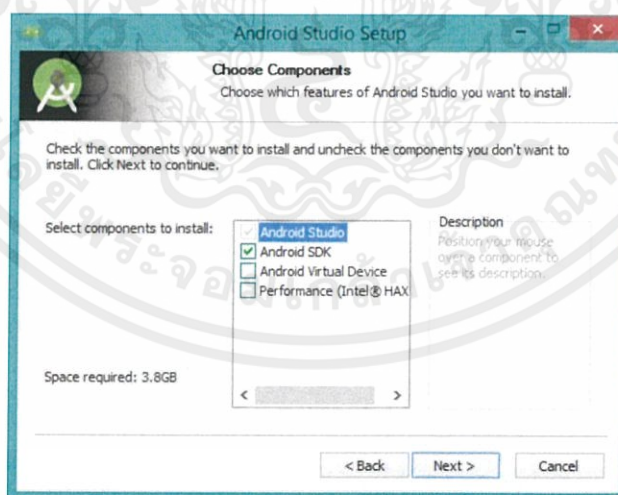 Android Studio Setup
Choose Components
Choose which features of Android Studio you want to install.
Check the components you want to install and uncheck the components you don't want to
install. Click Next to continue.
Select components to install:
Android Studio
Android SDK
Android Virtual Device
Performance (Intel® HAX
Description
Position your mouse
over a component to
see its description.
Space required: 3.8GB
< Back
Next >
Cancel